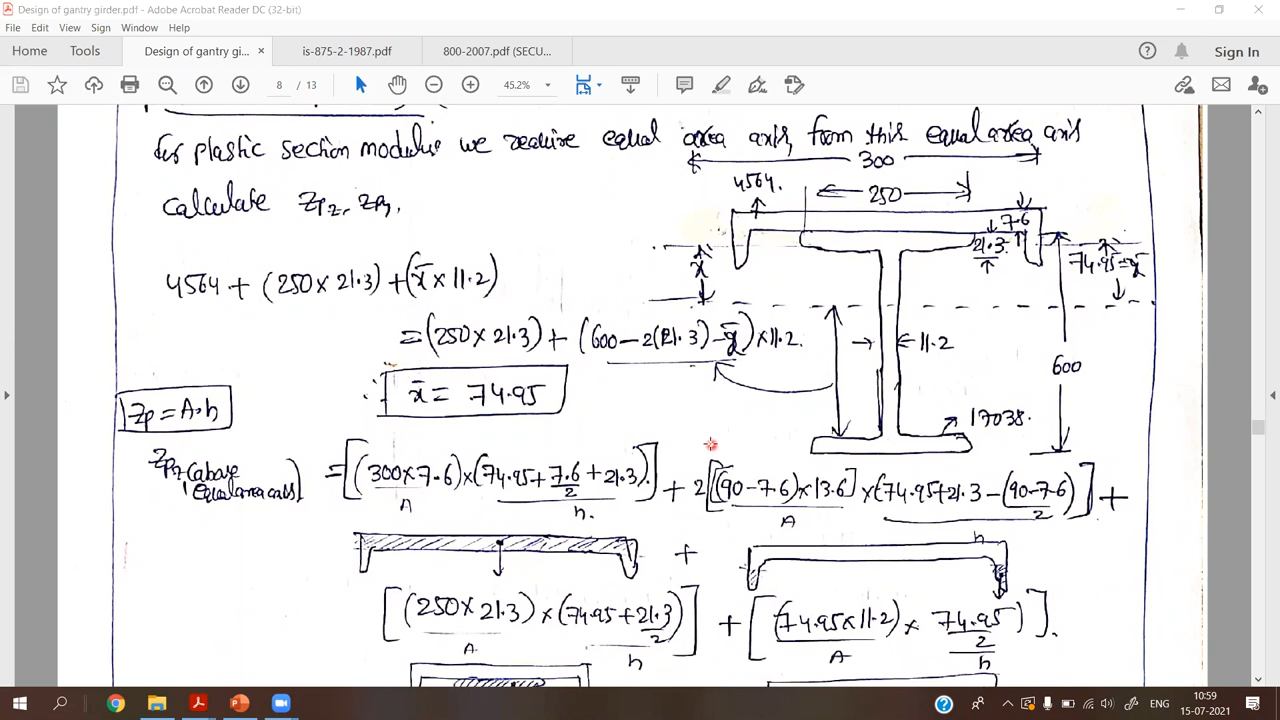 Design of gantry girder.pdf - Adobe Acrobat Reader DC (32-bit)
File Edit View Sign Window Help
Home Tools Design of gantry gi... × is-875-2-1987.pdf 800-2007.pdf (SECU... Sign In
8 / 13 45.2%
for plastic section modulus we require equal area axis, from this equal area axis
300
calculate Zpz, Zpy.
4564.
250
7.6
21.3
x̄
74.95=ȳ
4564 + (250 × 21.3) + (x̄ × 11.2)
= (250 × 21.3) + (600 - 2(21.3) - ȳ) × 11.2.
11.2
600
∴ x̄ = 74.95
Zp = A.h
17038.
Zpz (above Equal area axis) = [(300×7.6) × (74.95 + 7.6/2 + 21.3)] + 2[[(90-7.6) × 13.6] × (74.95+21.3 - (90-7.6)/2)] +
A h. A h
+
[(250 × 21.3) × (74.95 + 21.3/2)] + [(74.95 × 11.2) × 74.95/2)].
A h A h
ENG 10:59
15-07-2021